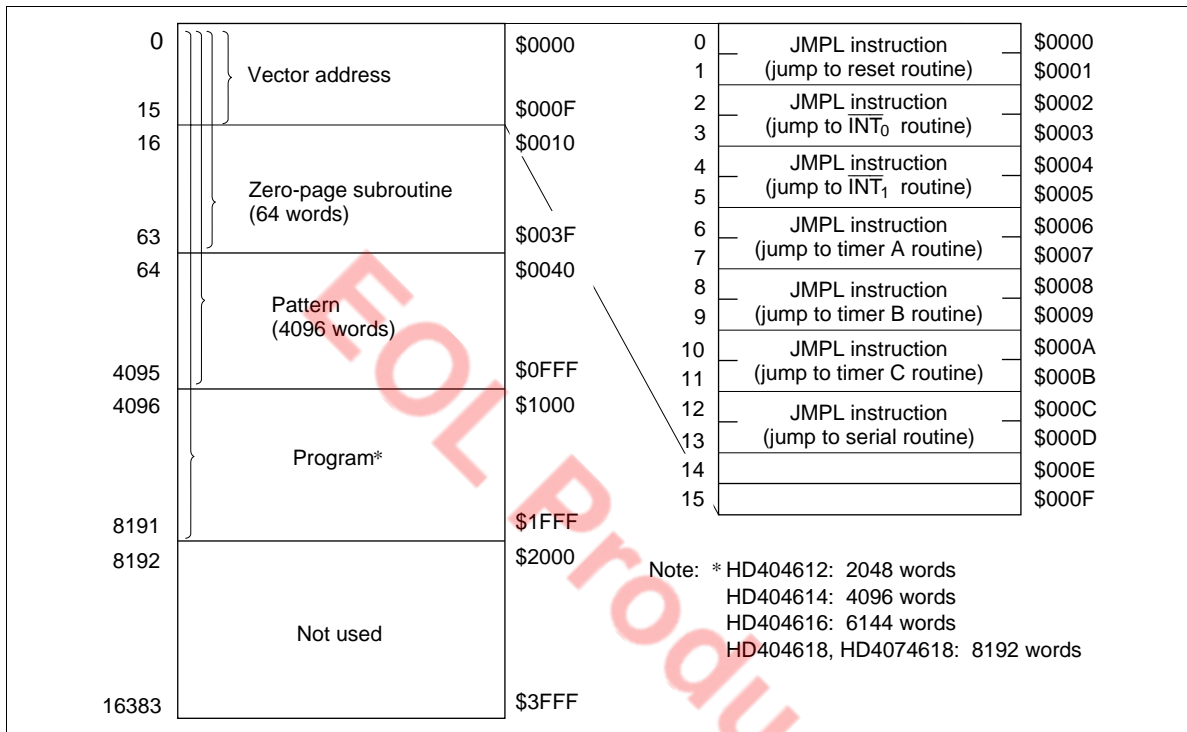 0
$0000
Vector address
15
$000F
16
$0010
Zero-page subroutine
(64 words)
63
$003F
64
$0040
Pattern
(4096 words)
4095
$0FFF
4096
$1000
Program*
8191
$1FFF
8192
$2000
Not used
16383
$3FFF
0
JMPL instruction
$0000
1
(jump to reset routine)
$0001
2
JMPL instruction
$0002
3
(jump to INT0 routine)
$0003
4
JMPL instruction
$0004
5
(jump to INT1 routine)
$0005
6
JMPL instruction
$0006
7
(jump to timer A routine)
$0007
8
JMPL instruction
$0008
9
(jump to timer B routine)
$0009
10
JMPL instruction
$000A
11
(jump to timer C routine)
$000B
12
JMPL instruction
$000C
13
(jump to serial routine)
$000D
14
$000E
15
$000F
Note: * HD404612: 2048 words
HD404614: 4096 words
HD404616: 6144 words
HD404618, HD4074618: 8192 words
EOL Produ